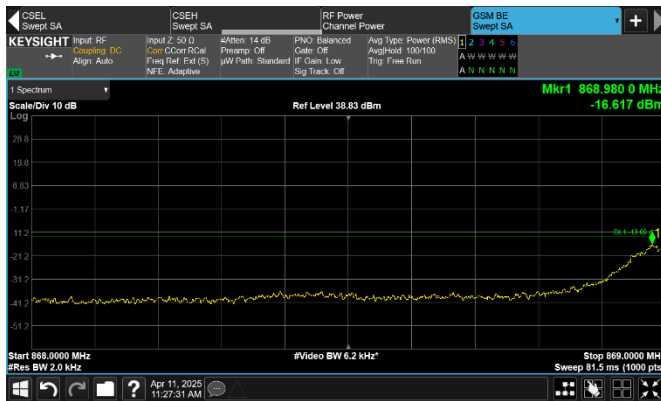 CSEL
Swept SA
CSEH
Swept SA
RF Power
Channel Power
GSM BE
Swept SA
KEYSIGHT
Input: RF
Coupling: DC
Align: Auto
Input Z: 50 Ω
Corr CCorr RCal
Freq Ref: Ext (S)
NFE: Adaptive
#Atten: 14 dB
Preamp: Off
µW Path: Standard
PNO: Balanced
Gate: Off
IF Gain: Low
Sig Track: Off
Avg Type: Power (RMS)
Avg|Hold: 100/100
Trig: Free Run
1 2 3 4 5 6
A W W W W W
A N N N N N
LXI
1 Spectrum
Mkr1 868.980 0 MHz
Scale/Div 10 dB
Ref Level 38.83 dBm
-16.617 dBm
Log
28.8
18.8
8.83
-1.17
-11.2
-21.2
-31.2
-41.2
-51.2
1
Start 868.0000 MHz
#Video BW 6.2 kHz*
Stop 869.0000 MHz
#Res BW 2.0 kHz
Sweep 81.5 ms (1000 pts)
?
Apr 11, 2025
11:27:31 AM